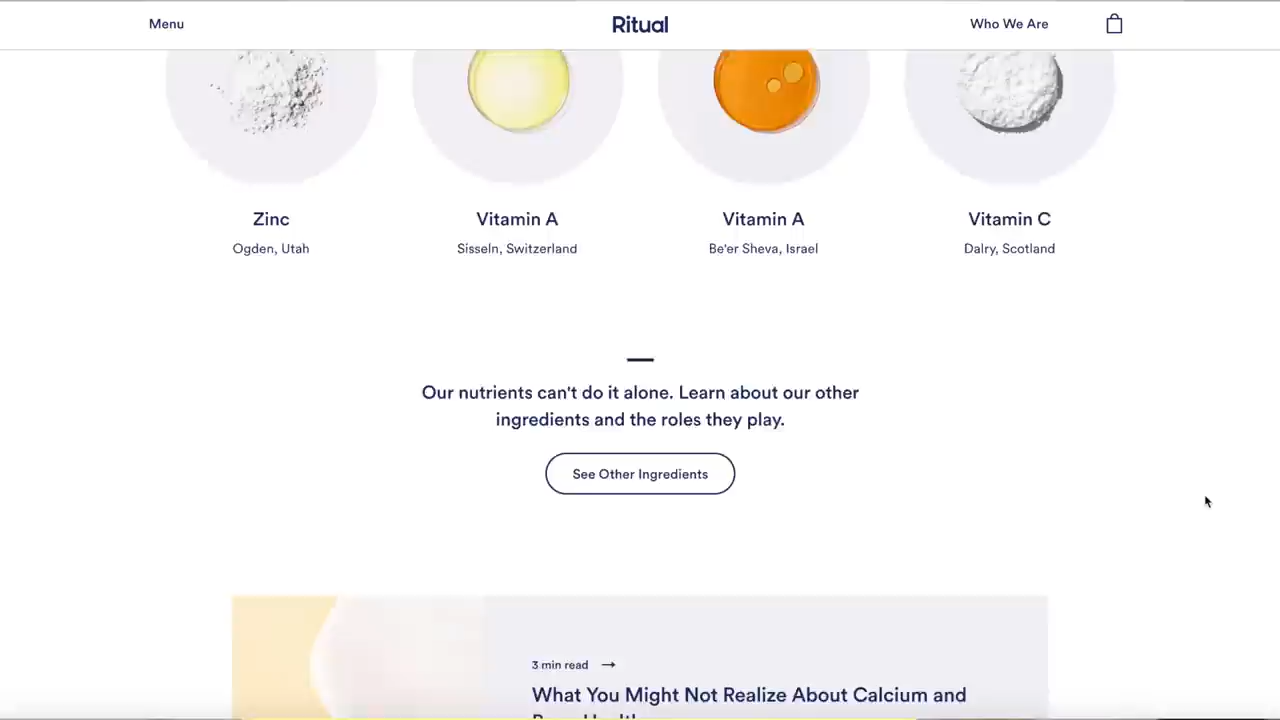 Menu
Ritual
Who We Are
Zinc
Vitamin A
Vitamin A
Vitamin C
Ogden, Utah
Sisseln, Switzerland
Be'er Sheva, Israel
Dalry, Scotland
Our nutrients can't do it alone. Learn about our other
ingredients and the roles they play.
See Other Ingredients
3 min read
What You Might Not Realize About Calcium and